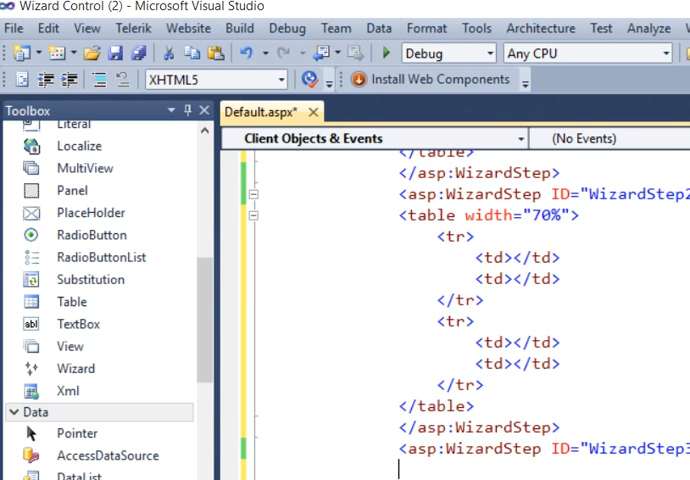 Wizard Control (2) - Microsoft Visual Studio
File Edit View Telerik Website Build Debug Team Data Format Tools Architecture Test Analyze
Debug Any CPU
XHTML5 Install Web Components
Toolbox
Default.aspx*
Client Objects & Events (No Events)
Literal
Localize
MultiView
Panel
PlaceHolder
RadioButton
RadioButtonList
Substitution
Table
TextBox
View
Wizard
Xml
Data
Pointer
AccessDataSource
DataList
</table>
</asp:WizardStep>
<asp:WizardStep ID="WizardStep2
<table width="70%">
<tr>
<td></td>
<td></td>
</tr>
<tr>
<td></td>
<td></td>
</tr>
</table>
</asp:WizardStep>
<asp:WizardStep ID="WizardStep3